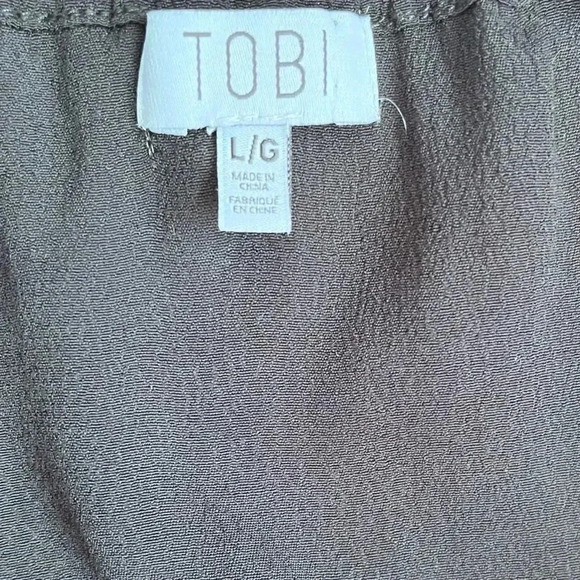 TOBI
L/G
MADE IN
CHINA
FABRIQUÉ
EN CHINE